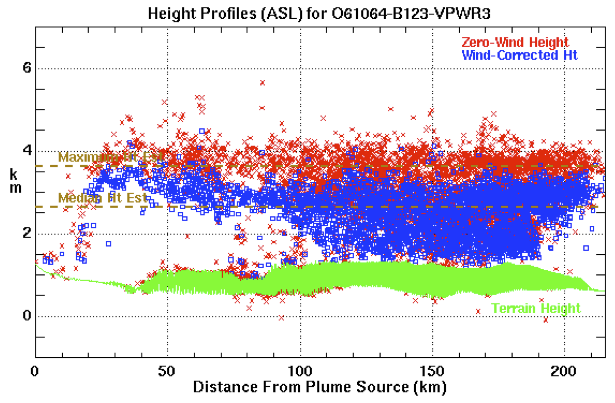 Height Profiles (ASL) for O61064-B123-VPWR3
Zero-Wind Height
Wind-Corrected Ht
6
4
Maximum Ht Est
km
Median Ht Est
2
0
Terrain Height
0 50 100 150 200
Distance From Plume Source (km)